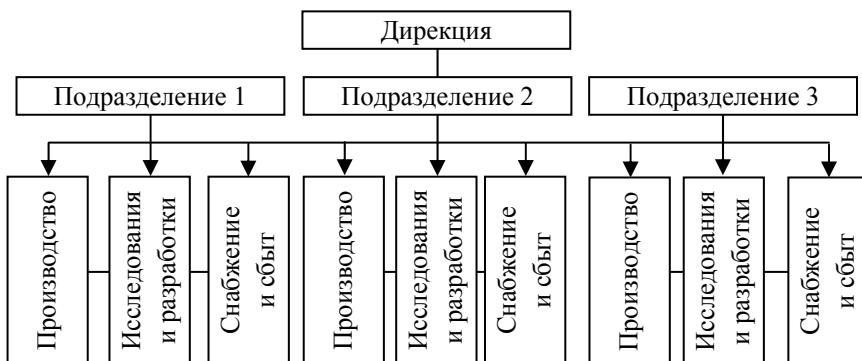 Дирекция
Подразделение 1
Подразделение 2
Подразделение 3
Производство
Исследования
и разработки
Снабжение
и сбыт
Производство
Исследования
и разработки
Снабжение
и сбыт
Производство
Исследования
и разработки
Снабжение
и сбыт